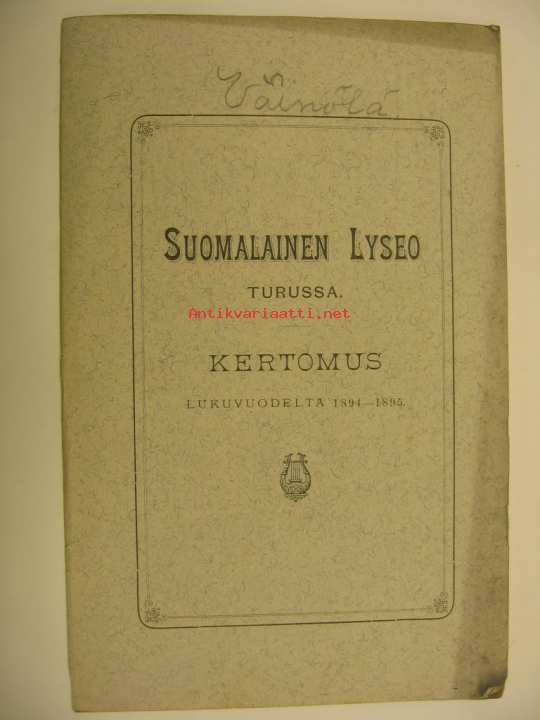 Väinölä.
SUOMALAINEN LYSEO
TURUSSA.
Antikvariaatti.net
KERTOMUS
LUKUVUODELTA 1894—1895.